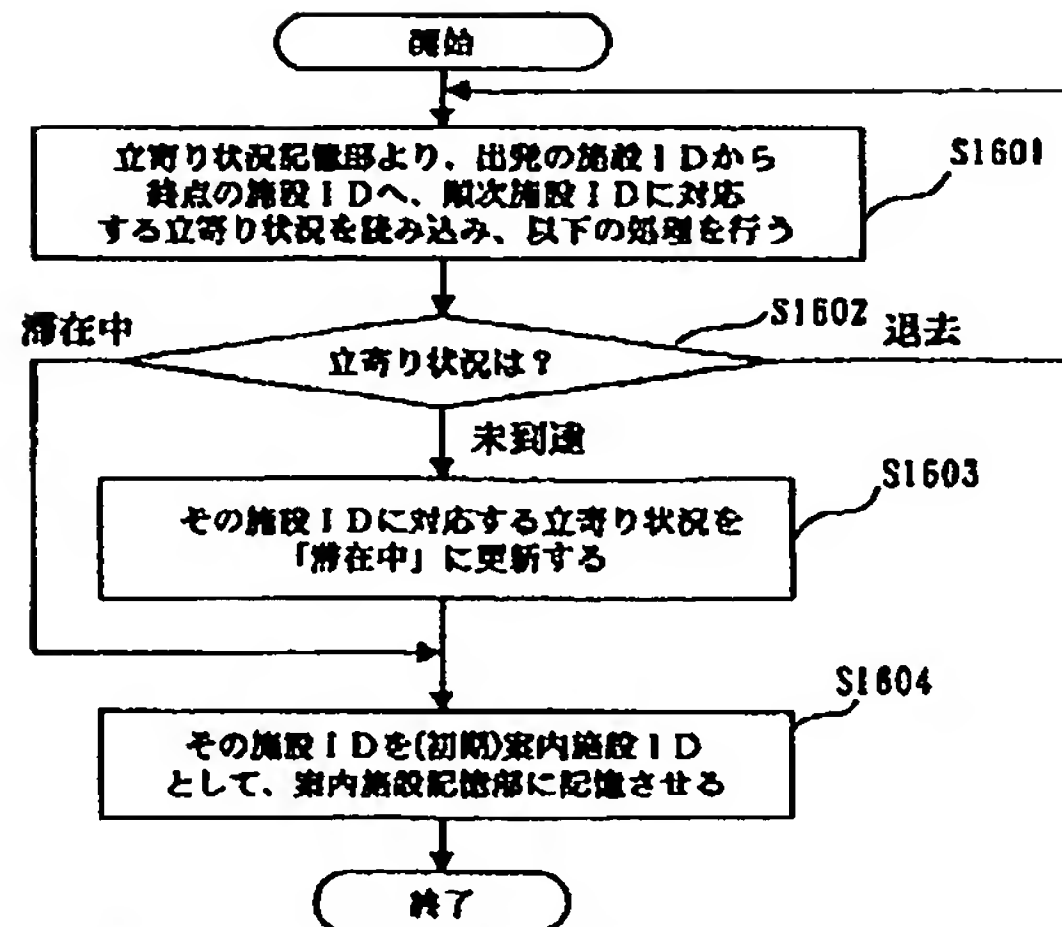 開始
立寄り状況記憶部より、出発の施設IDから
終点の施設IDへ、順次施設IDに対応
する立寄り状況を読み込み、以下の処理を行う
S1601
滞在中
立寄り状況は?
S1602
退去
未到達
S1603
その施設IDに対応する立寄り状況を
「滞在中」に更新する
S1604
その施設IDを(初期)案内施設ID
として、案内施設記憶部に記憶させる
終了